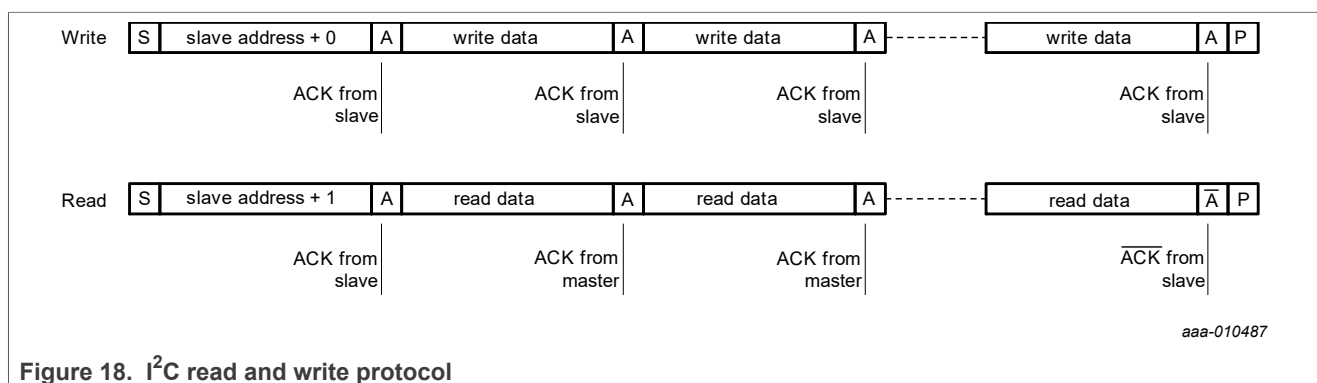 Write S slave address + 0 A write data A write data A write data A P
ACK from slave ACK from slave ACK from slave ACK from slave
Read S slave address + 1 A read data A read data A read data A̅ P
ACK from slave ACK from master ACK from master A̅C̅K̅ from slave
aaa-010487
Figure 18. I²C read and write protocol